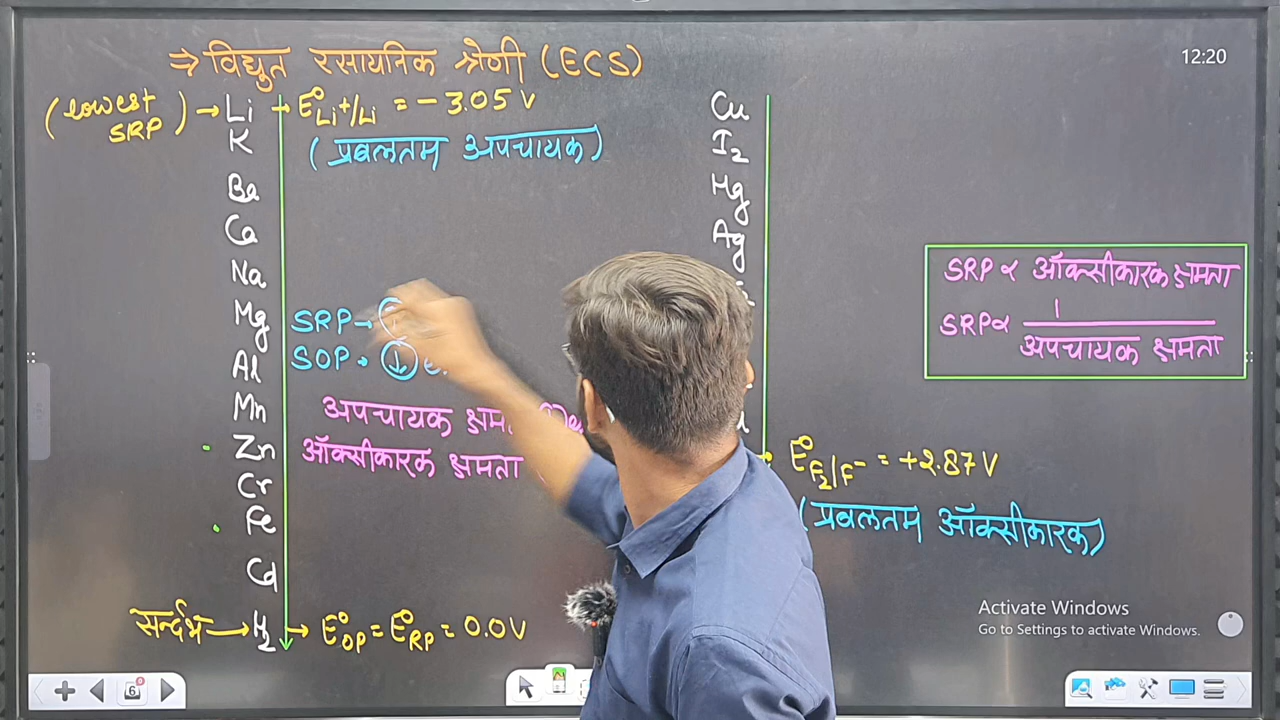 ⇒ विद्युत रसायनिक श्रेणी (ECS)
12:20
(lowest SRP) → Li → E°Li+/Li = - 3.05 V
K (प्रबलतम अपचायक)
Ba
Ca
Na
Mg SRP →
Al SOP → ↓
Mn अपचायक
Zn ऑक्सीकारक क्षमता
Cr
Fe
सन्दर्भ → H2 → E°OP = E°RP = 0.0V
Cu
I2
Hg
Ag
SRP ∝ ऑक्सीकारक क्षमता
SRP ∝ 1/अपचायक क्षमता
E°F2/F- = +2.87 V
(प्रबलतम ऑक्सीकारक)
Activate Windows
Go to Settings to activate Windows.
6